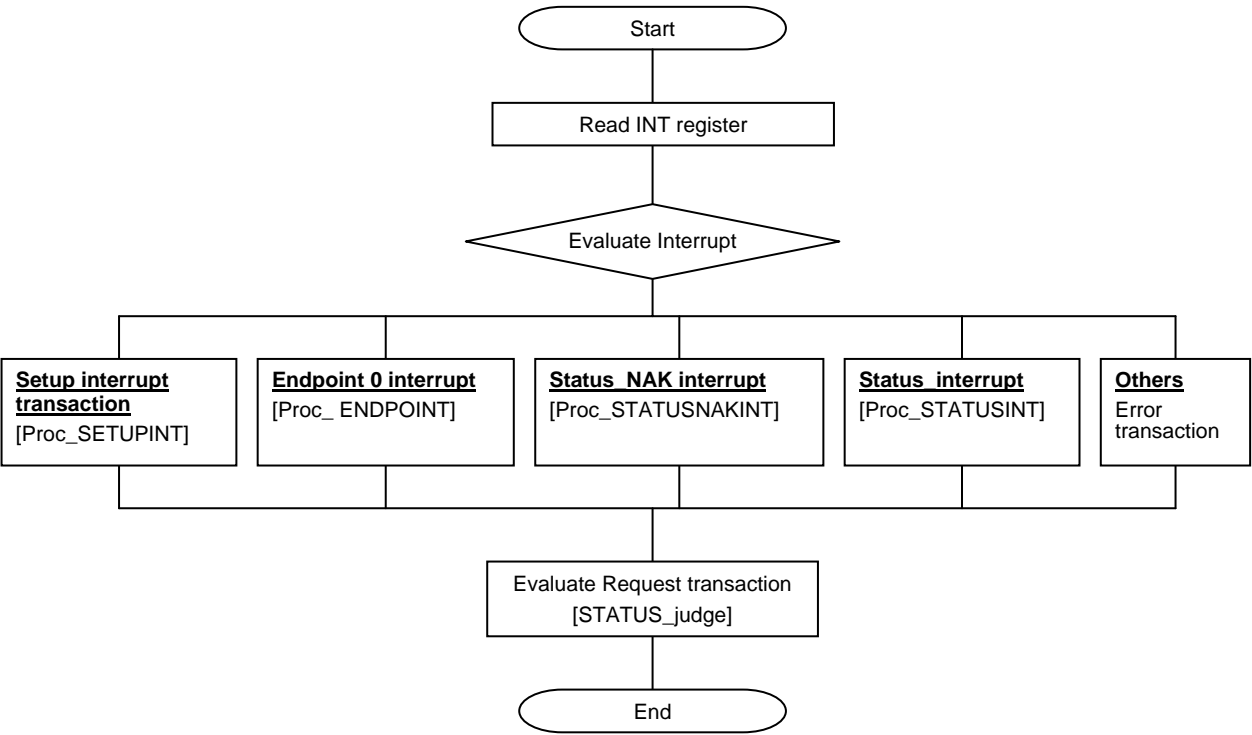 Start
Read INT register
Evaluate Interrupt
Setup interrupt
transaction
[Proc_SETUPINT]
Endpoint 0 interrupt
[Proc_ ENDPOINT]
Status_NAK interrupt
[Proc_STATUSNAKINT]
Status_interrupt
[Proc_STATUSINT]
Others
Error
transaction
Evaluate Request transaction
[STATUS_judge]
End